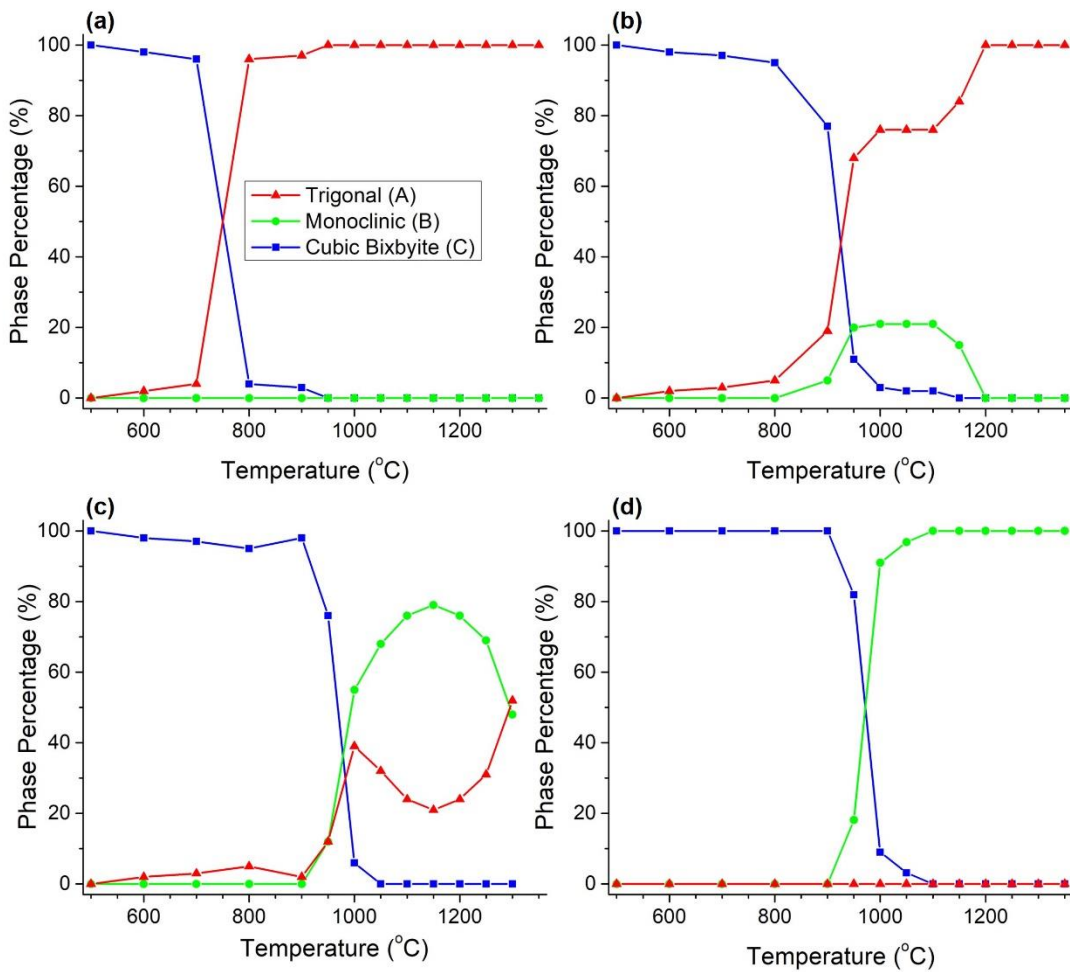 (a)
100
80
60
40
20
0
Phase Percentage (%)
600 800 1000 1200
Temperature (°C)
Trigonal (A)
Monoclinic (B)
Cubic Bixbyite (C)
(b)
100
80
60
40
20
0
Phase Percentage (%)
600 800 1000 1200
Temperature (°C)
(c)
100
80
60
40
20
0
Phase Percentage (%)
600 800 1000 1200
Temperature (°C)
(d)
100
80
60
40
20
0
Phase Percentage (%)
600 800 1000 1200
Temperature (°C)